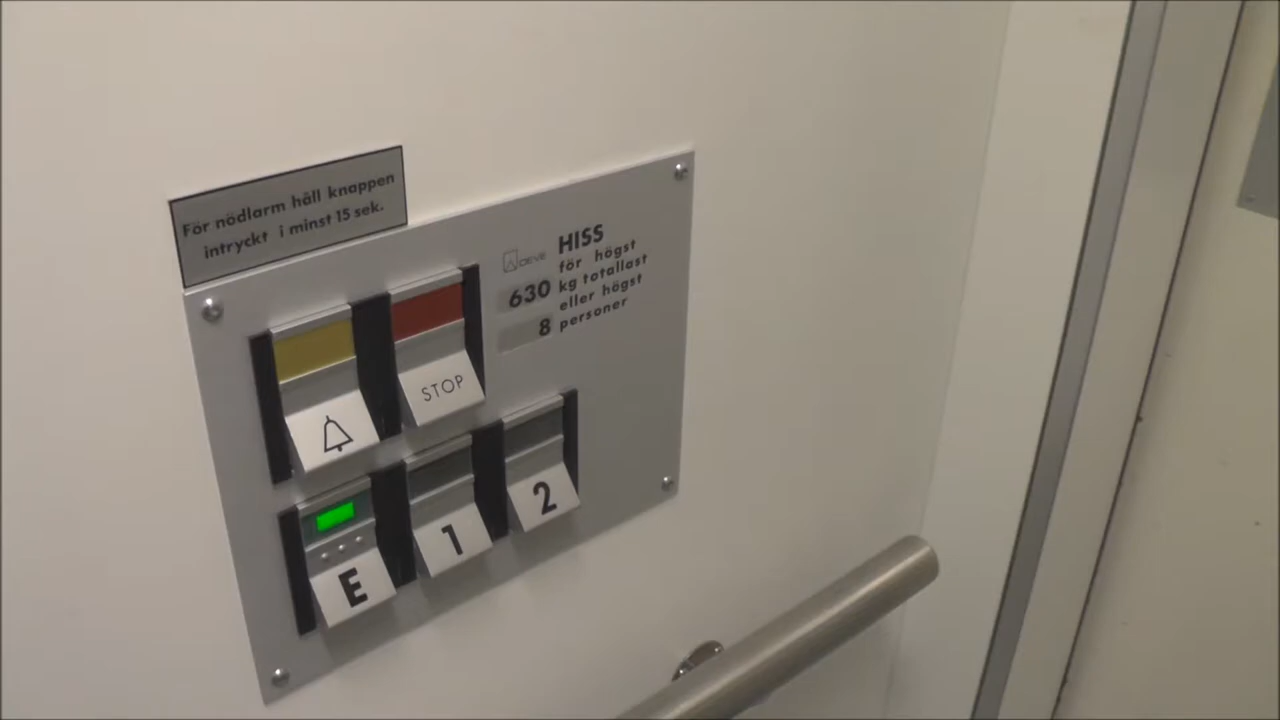 För nödlarm håll knappen
intryckt i minst 15 sek.
DEVE
HISS
för högst
630 kg totallast
eller högst
8 personer
STOP
E
1
2